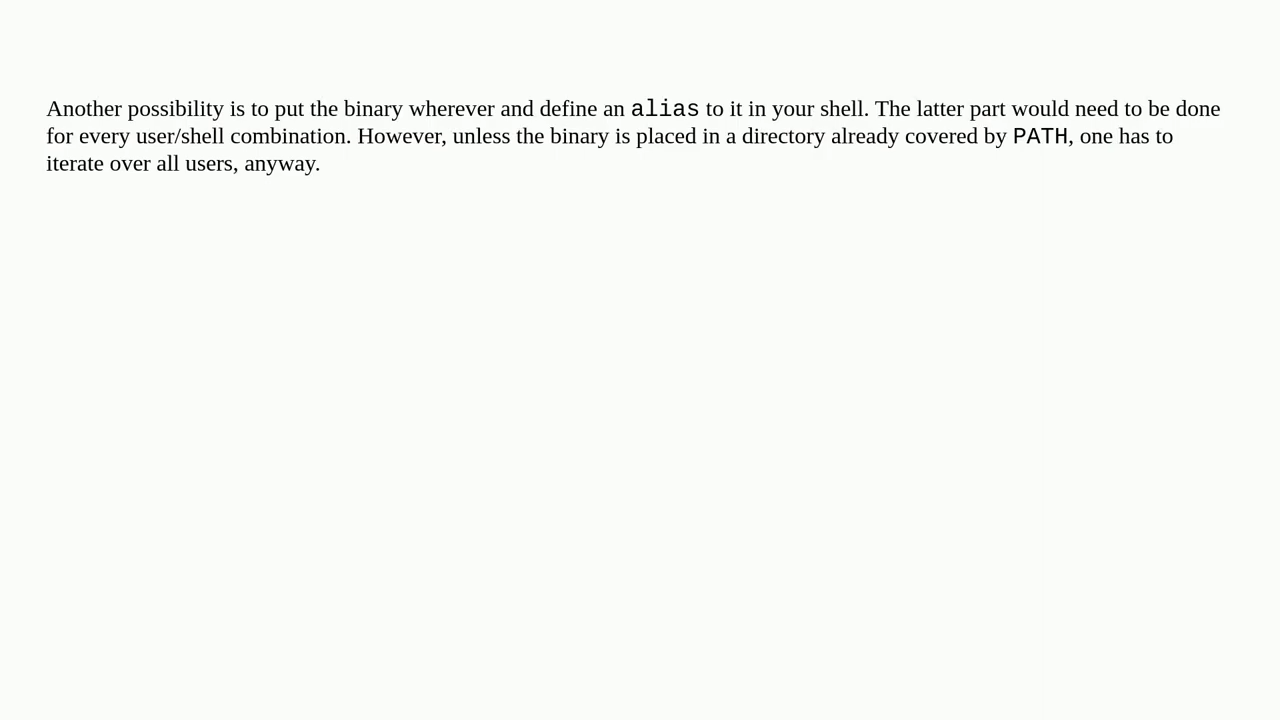 Another possibility is to put the binary wherever and define an alias to it in your shell. The latter part would need to be done
for every user/shell combination. However, unless the binary is placed in a directory already covered by PATH, one has to
iterate over all users, anyway.